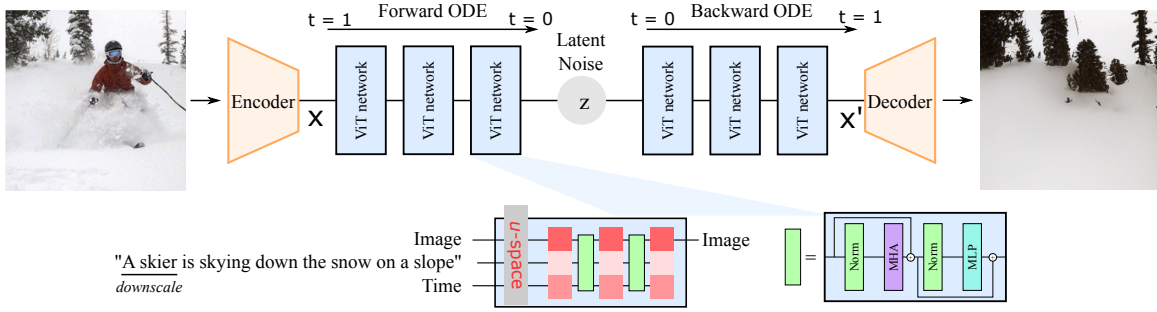 t = 1 Forward ODE t = 0
t = 0 Backward ODE t = 1
Latent
Noise
Encoder
x
ViT network
ViT network
ViT network
z
ViT network
ViT network
ViT network
x'
Decoder
Image
"A skier is skying down the snow on a slope"
downscale
Time
u-space
Image
=
Norm
MHA
+
Norm
MLP
+